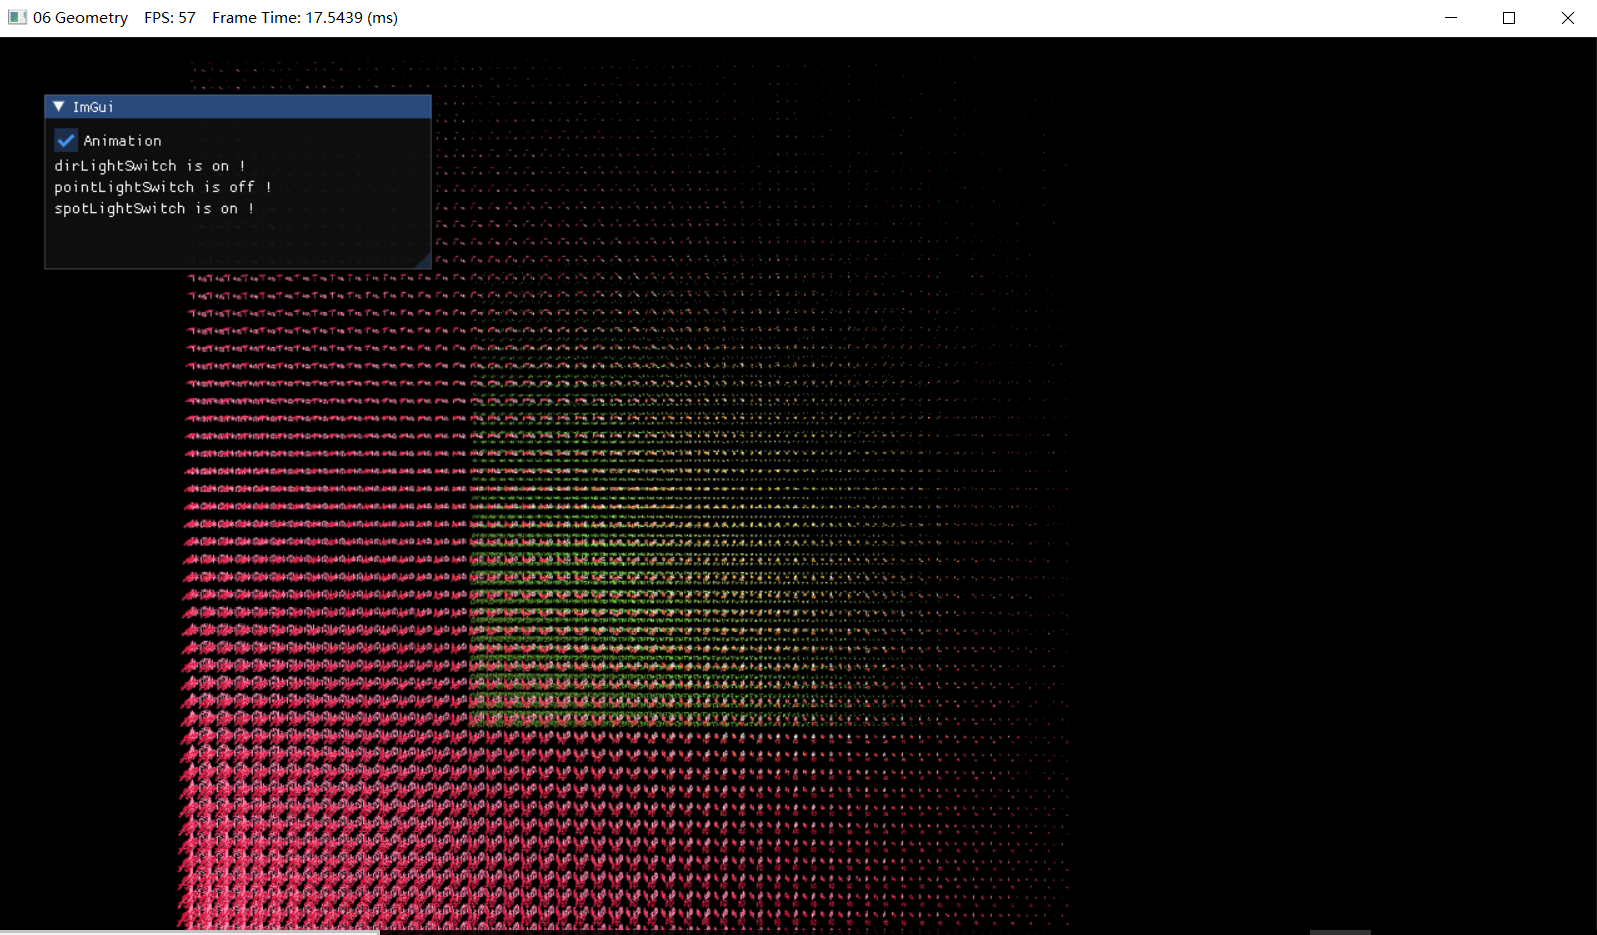 06 Geometry    FPS: 57    Frame Time: 17.5439 (ms)
ImGui
Animation
dirLightSwitch is on !
pointLightSwitch is off !
spotLightSwitch is on !